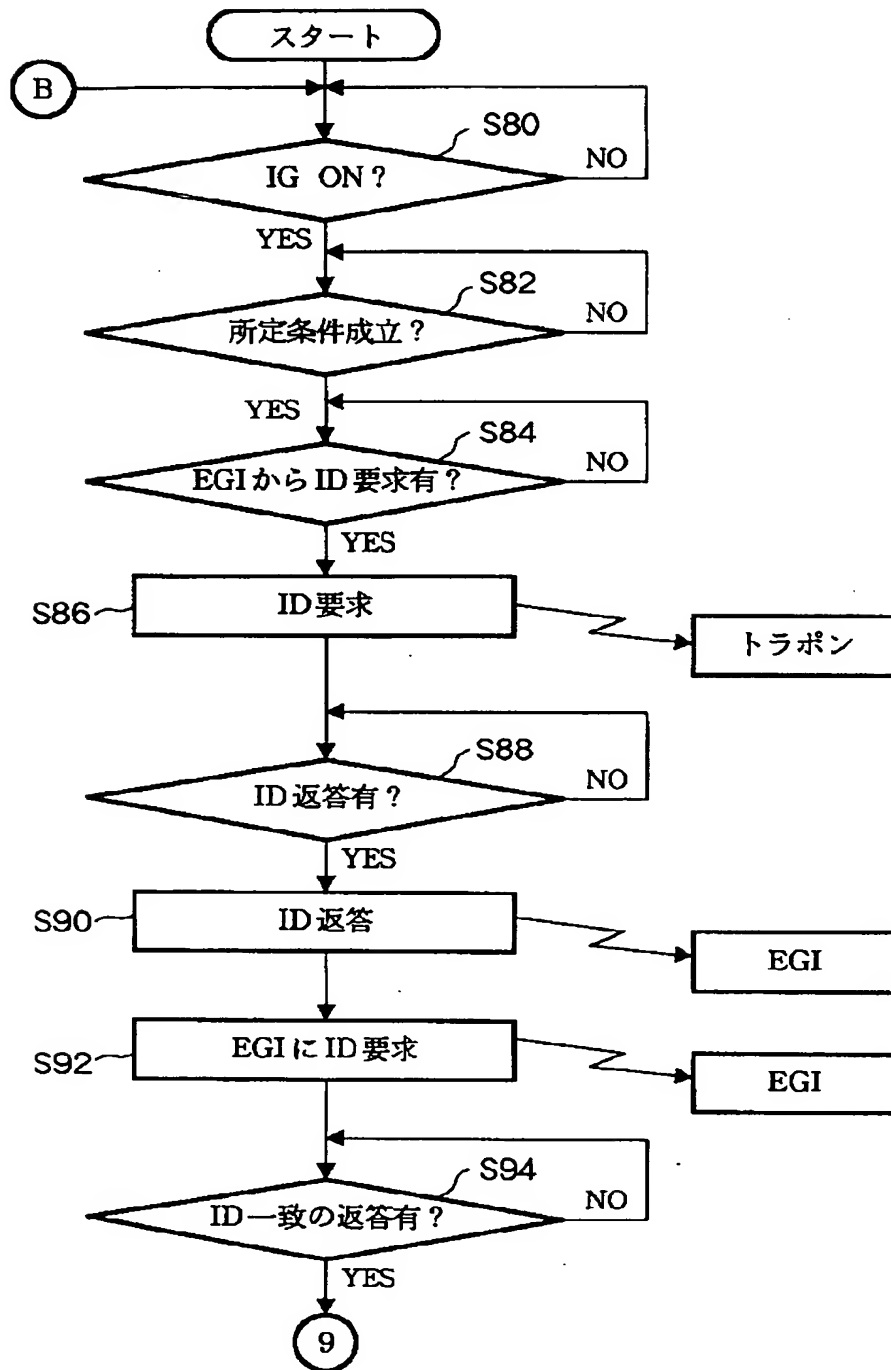 スタート
B
S80
IG ON?
NO
YES
S82
所定条件成立?
NO
YES
S84
EGIからID要求有?
NO
YES
S86
ID要求
トラポン
S88
ID返答有?
NO
YES
S90
ID返答
EGI
S92
EGIにID要求
EGI
S94
ID一致の返答有?
NO
YES
9